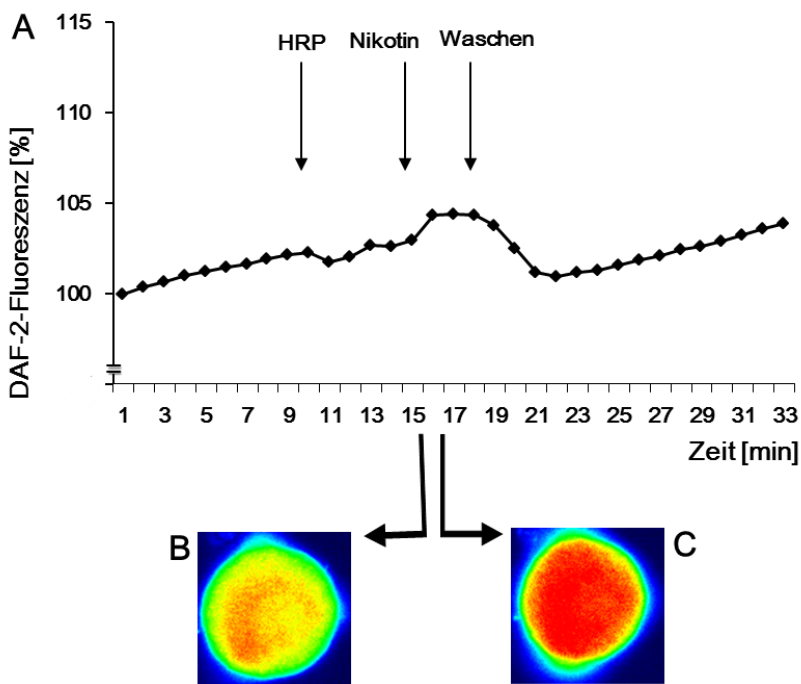 A
115
110
105
100
DAF-2-Fluoreszenz [%]
HRP Nikotin Waschen
1 3 5 7 9 11 13 15 17 19 21 23 25 27 29 31 33
Zeit [min]
B
C